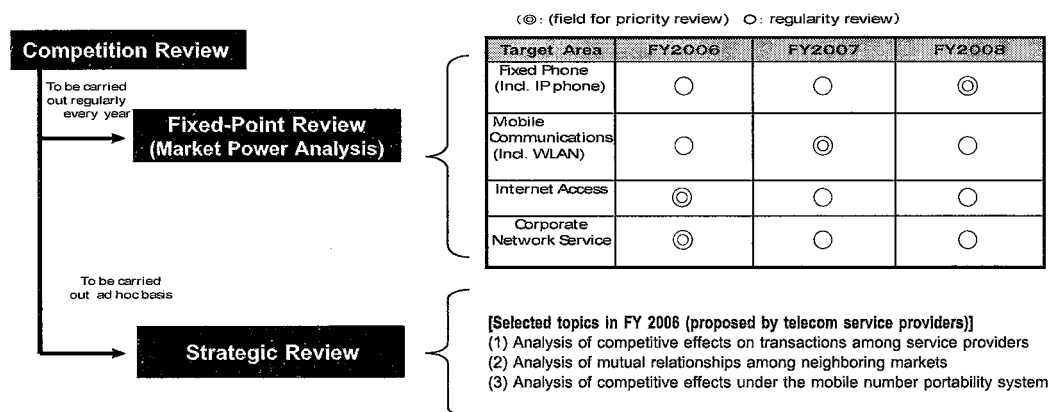 (◎: (field for priority review) ○: regularity review)
Competition Review
To be carried
out regularly
every year
Fixed-Point Review
(Market Power Analysis)
Target Area FY2006 FY2007 FY2008
Fixed Phone
(Incl. IP phone) ○ ○ ◎
Mobile
Communications
(Incl. WLAN) ○ ◎ ○
Internet Access ◎ ○ ○
Corporate
Network Service ◎ ○ ○
To be carried
out ad hoc basis
Strategic Review
[Selected topics in FY 2006 (proposed by telecom service providers)]
(1) Analysis of competitive effects on transactions among service providers
(2) Analysis of mutual relationships among neighboring markets
(3) Analysis of competitive effects under the mobile number portability system